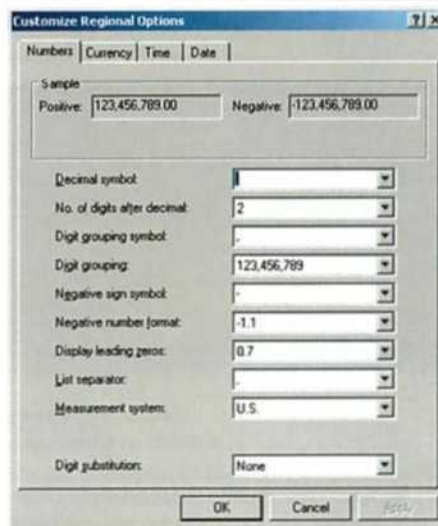 Customize Regional Options
Numbers Currency Time Date
Sample
Positive: 123,456,789.00 Negative: -123,456,789.00
Decimal symbol:
No. of digits after decimal: 2
Digit grouping symbol: ,
Digit grouping: 123,456,789
Negative sign symbol: -
Negative number format: -1.1
Display leading zeros: 0.7
List separator: ,
Measurement system: U.S.
Digit substitution: None
OK Cancel Apply